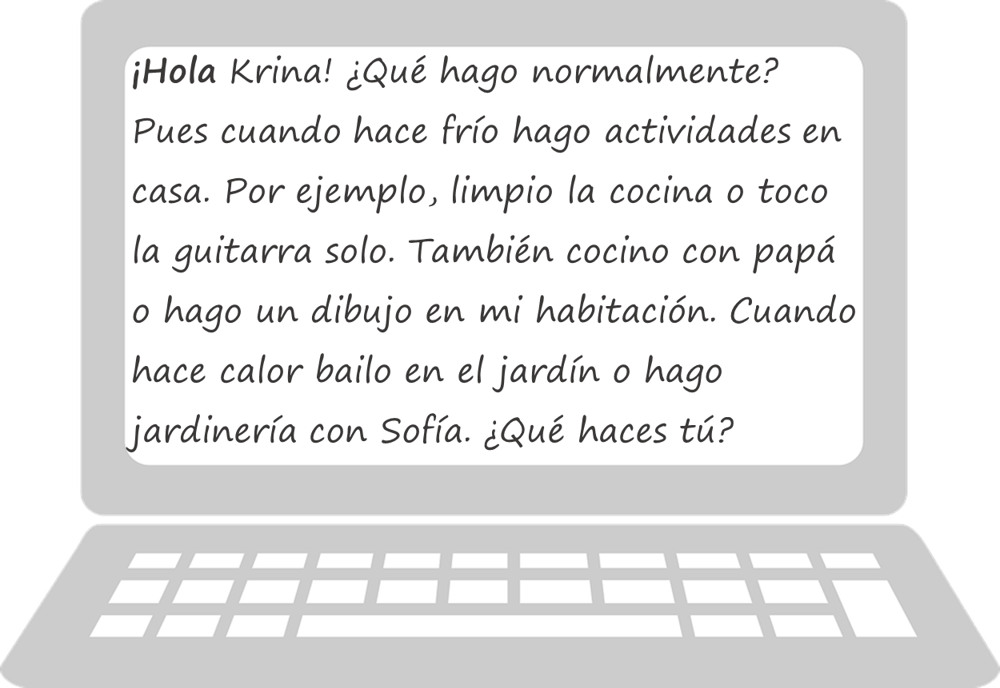 ¡Hola Krina! ¿Qué hago normalmente?
Pues cuando hace frío hago actividades en
casa. Por ejemplo, limpio la cocina o toco
la guitarra solo. También cocino con papá
o hago un dibujo en mi habitación. Cuando
hace calor bailo en el jardín o hago
jardinería con Sofía. ¿Qué haces tú?